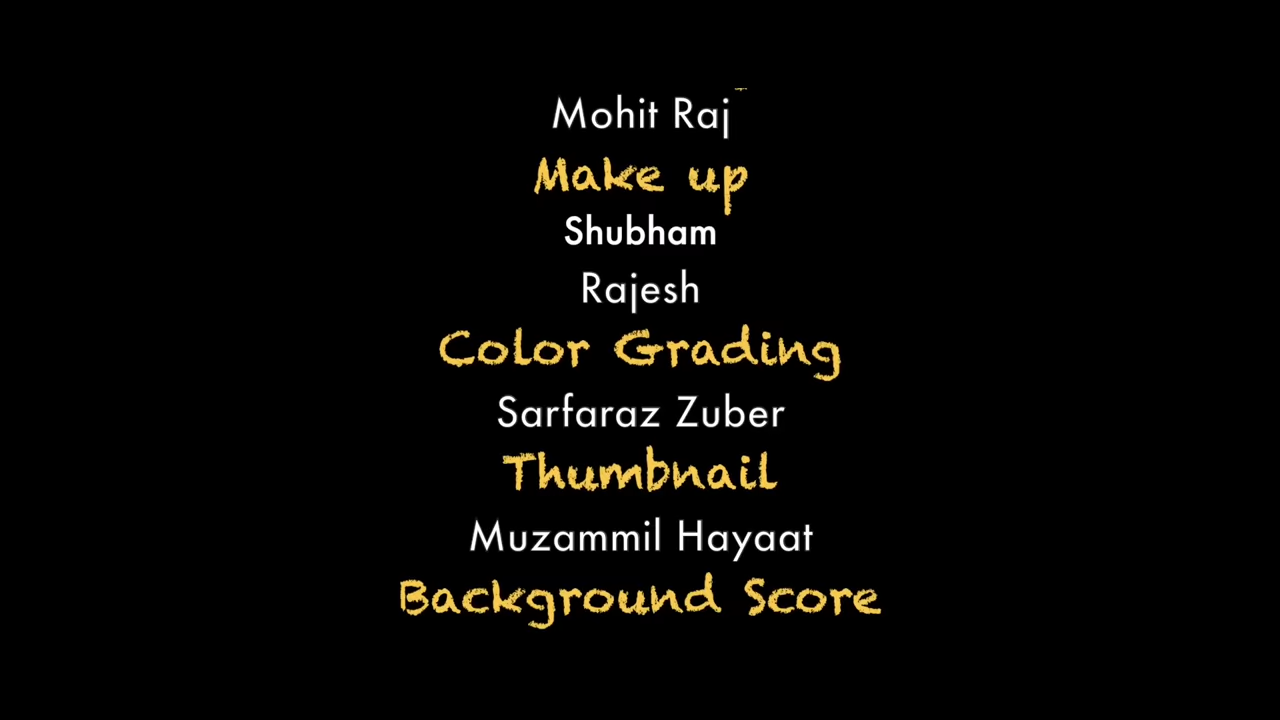 Mohit Raj
Make up
Shubham
Rajesh
Color Grading
Sarfaraz Zuber
Thumbnail
Muzammil Hayaat
Background Score